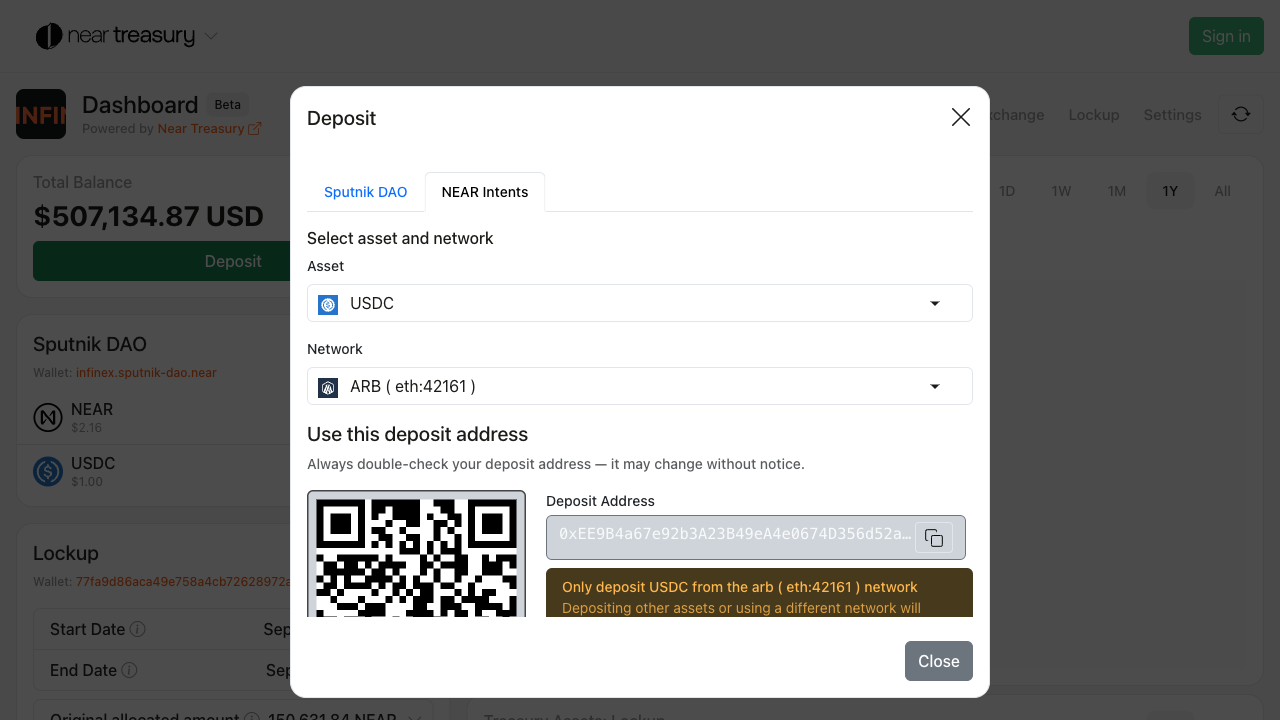 near treasury
Sign in
INFIN
Dashboard Beta
Powered by Near Treasury
change Lockup Settings
Total Balance
$507,134.87 USD
Deposit
1D 1W 1M 1Y All
Sputnik DAO
Wallet: infinex.sputnik-dao.near
NEAR
$2.16
USDC
$1.00
Lockup
Wallet: 77fa9d86aca49e758a4cb72628972a
Start Date Sep
End Date Sep
Original allocated amount 150,631.84 NEAR
Treasury Assets: Lockup
Deposit
Sputnik DAO NEAR Intents
Select asset and network
Asset
USDC
Network
ARB ( eth:42161 )
Use this deposit address
Always double-check your deposit address — it may change without notice.
Deposit Address
0xEE9B4a67e92b3A23B49eA4e0674D356d52a…
Only deposit USDC from the arb ( eth:42161 ) network
Depositing other assets or using a different network will
Close